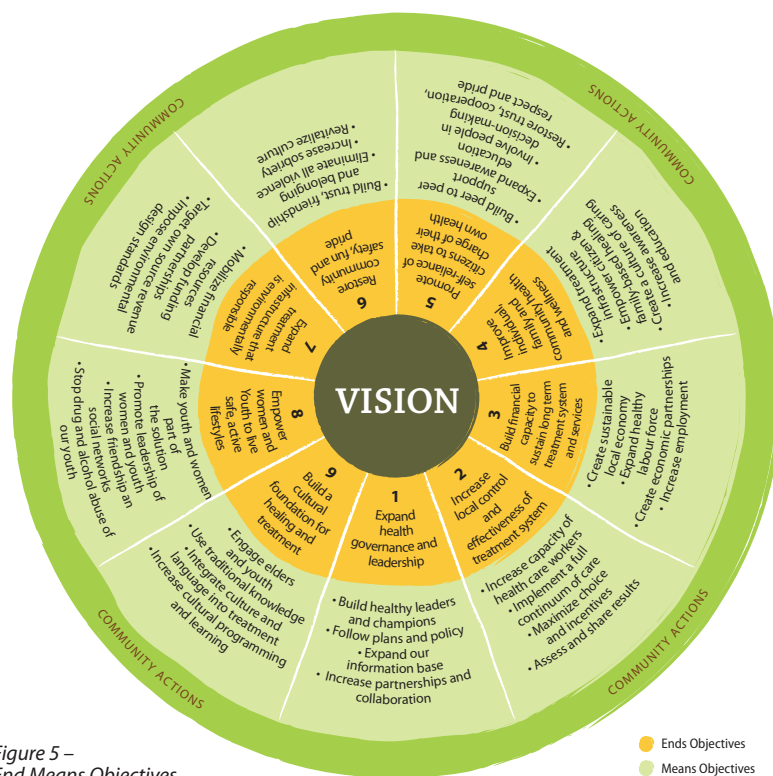 VISION
1
Expand
health
governance and
leadership
• Build healthy leaders
and champions
• Follow plans and policy
• Expand our
information base
• Increase partnerships and
collaboration
2
Increase
local control
and
effectiveness of
treatment system
• Increase capacity of
health care workers
• Implement a full
continuum of care
• Maximize choice
and incentives
• Assess and share results
3
Build financial
capacity to
sustain long term
treatment system
and services
• Create sustainable
local economy
• Expand healthy
labour force
• Create economic partnerships
• Increase employment
4
Improve
individual,
family and
community health
and wellness
• Expand treatment
infrastructure
• Empower citizen &
family-based healing
• Create a culture of caring
• Increase awareness
and education
5
Promote
self-reliance of
citizens to take
charge of their
own health
• Build peer to peer
support
• Expand awareness and
education
• Involve people in
decision-making
• Restore trust, cooperation,
respect and pride
6
Restore
community
safety, fun and
pride
• Build trust, friendship
and belonging
• Eliminate all violence
• Increase sobriety
• Revitalize culture
7
Expand
treatment
infrastructure that
is environmentally
responsible
• Mobilize financial
resources
• Develop funding
partnerships
• Target own source revenue
• Impose environmental
design standards
8
Empower
women and
Youth to live
safe, active
lifestyles
• Make youth and women
part of
the solution
• Promote leadership of
women and youth
• Increase friendship an
social networks
• Stop drug and alcohol abuse of
our youth
9
Build a
cultural
foundation for
healing and
treatment
• Engage elders
and youth
• Use traditional knowledge
• Integrate culture and
language into treatment
• Increase cultural programming
and learning
COMMUNITY ACTIONS
COMMUNITY ACTIONS
COMMUNITY ACTIONS
COMMUNITY ACTIONS
igure 5 –
End Means Objectives
Ends Objectives
Means Objectives